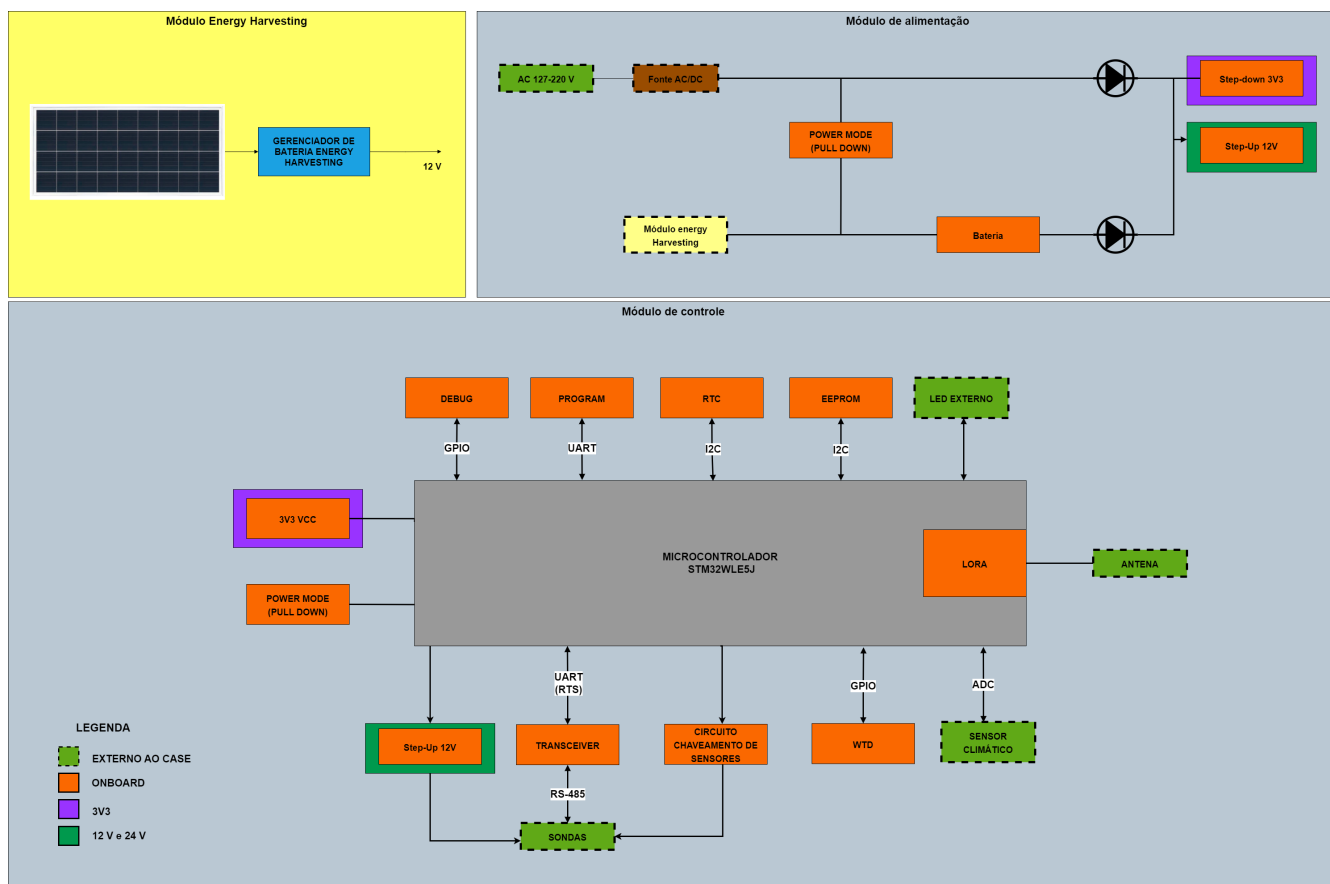 Módulo Energy Harvesting
GERENCIADOR DE
BATERIA ENERGY
HARVESTING
12 V
Módulo de alimentação
AC 127-220 V
Fonte AC/DC
POWER MODE
(PULL DOWN)
Módulo energy
Harvesting
Bateria
Step-down 3V3
Step-Up 12V
Módulo de controle
DEBUG
PROGRAM
RTC
EEPROM
LED EXTERNO
GPIO
UART
I2C
I2C
3V3 VCC
POWER MODE
(PULL DOWN)
MICROCONTROLADOR
STM32WLE5J
LORA
ANTENA
UART
(RTS)
GPIO
ADC
Step-Up 12V
TRANSCEIVER
CIRCUITO
CHAVEAMENTO DE
SENSORES
WTD
SENSOR
CLIMÁTICO
RS-485
SONDAS
LEGENDA
EXTERNO AO CASE
ONBOARD
3V3
12 V e 24 V